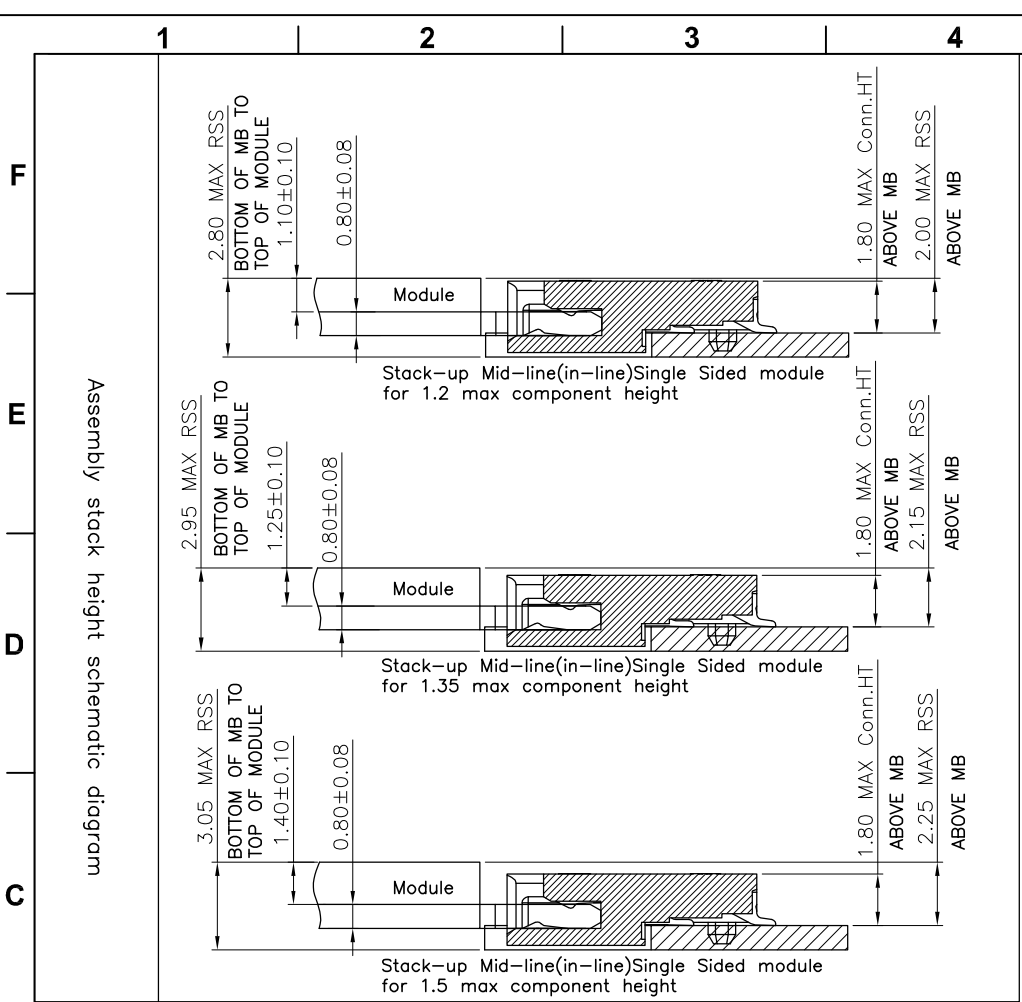 1 2 3 4
F
E
D
C
Assembly stack height schematic diagram
2.80 MAX RSS
BOTTOM OF MB TO
TOP OF MODULE
1.10±0.10
0.80±0.08
1.80 MAX Conn.HT
ABOVE MB
2.00 MAX RSS
ABOVE MB
Module
Stack-up Mid-line(in-line)Single Sided module
for 1.2 max component height
2.95 MAX RSS
BOTTOM OF MB TO
TOP OF MODULE
1.25±0.10
0.80±0.08
1.80 MAX Conn.HT
ABOVE MB
2.15 MAX RSS
ABOVE MB
Module
Stack-up Mid-line(in-line)Single Sided module
for 1.35 max component height
3.05 MAX RSS
BOTTOM OF MB TO
TOP OF MODULE
1.40±0.10
0.80±0.08
1.80 MAX Conn.HT
ABOVE MB
2.25 MAX RSS
ABOVE MB
Module
Stack-up Mid-line(in-line)Single Sided module
for 1.5 max component height